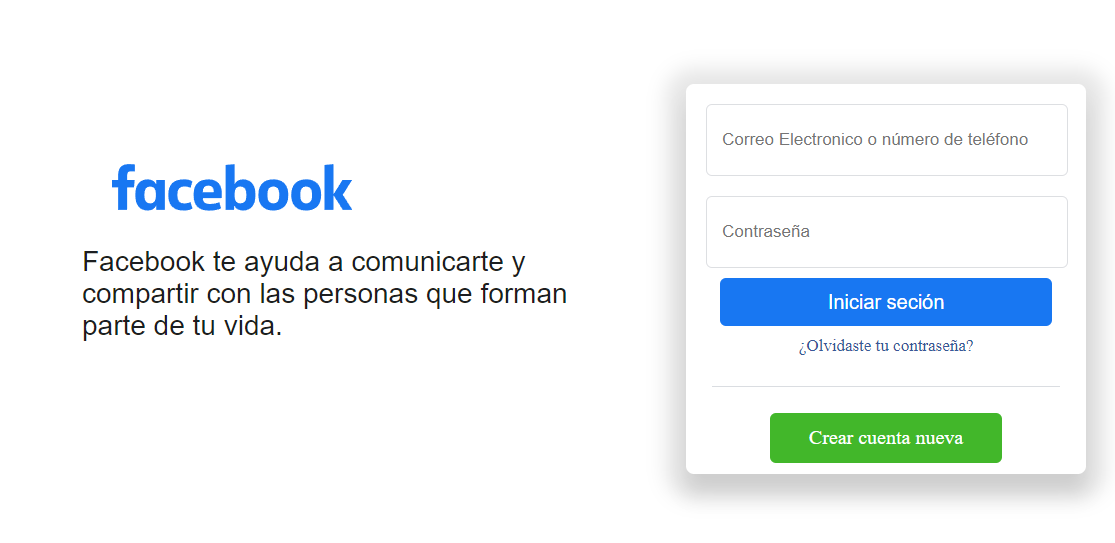 facebook
Facebook te ayuda a comunicarte y
compartir con las personas que forman
parte de tu vida.
Correo Electronico o número de teléfono
Contraseña
Iniciar seción
¿Olvidaste tu contraseña?
Crear cuenta nueva